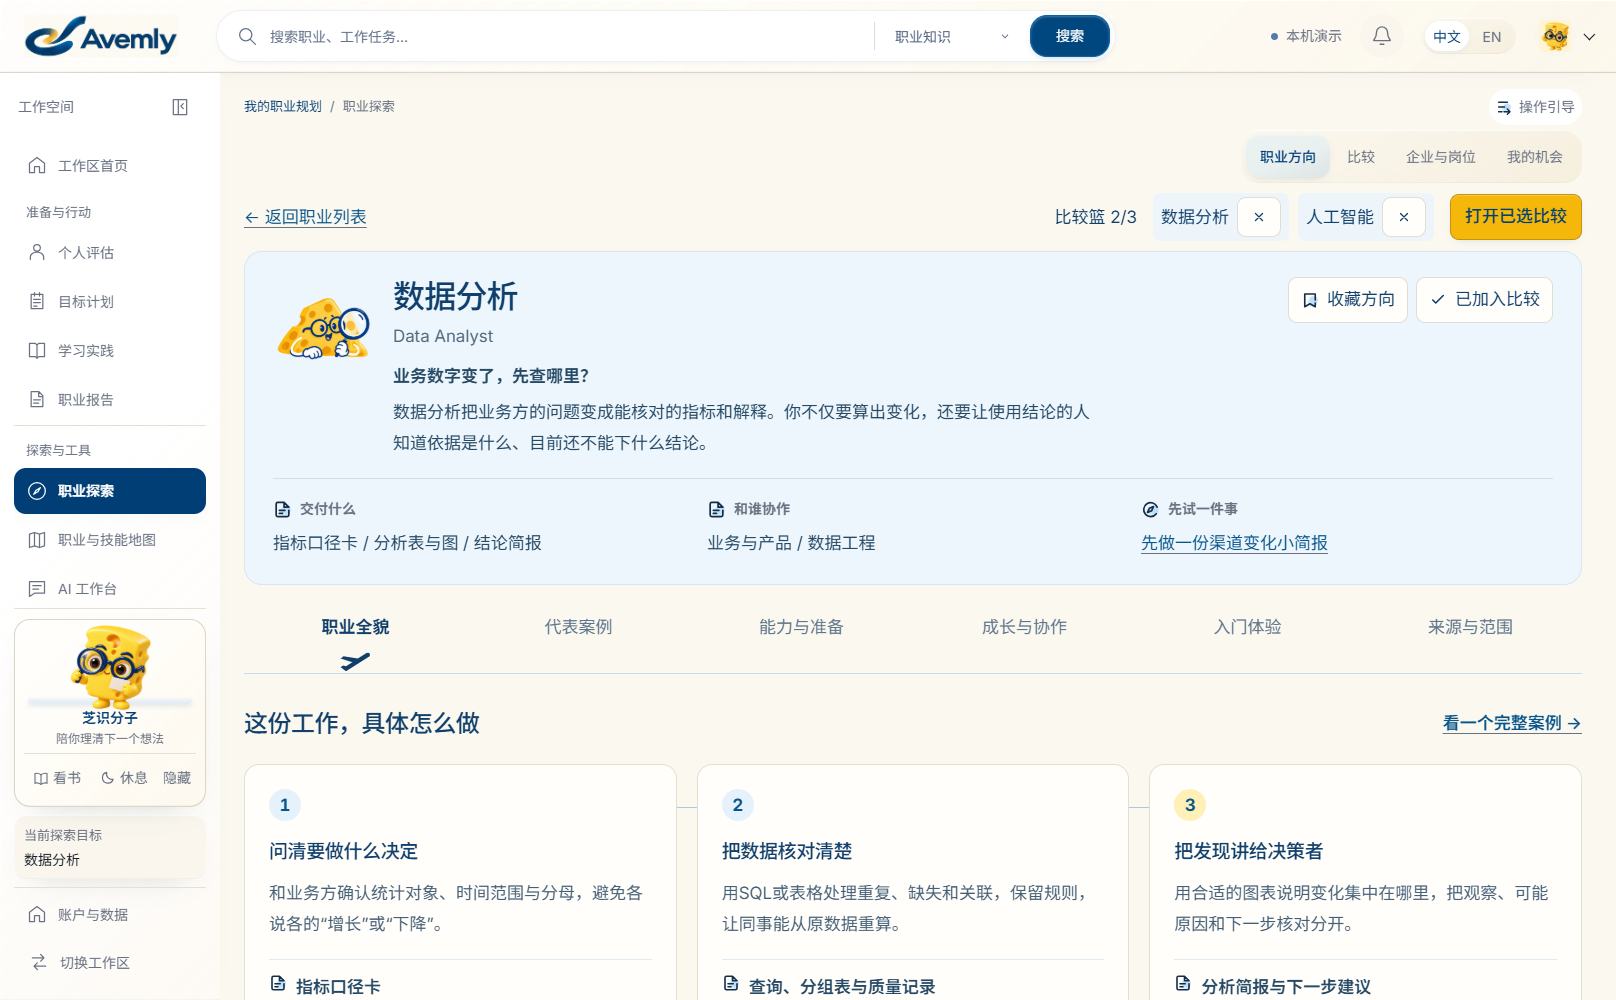 Avemly
搜索职业、工作任务...
职业知识
搜索
本机演示
中文
EN
工作空间
工作区首页
准备与行动
个人评估
目标计划
学习实践
职业报告
探索与工具
职业探索
职业与技能地图
AI 工作台
芝识分子
陪你理清下一个想法
看书
休息
隐藏
当前探索目标
数据分析
账户与数据
切换工作区
我的职业规划 / 职业探索
操作引导
职业方向
比较
企业与岗位
我的机会
← 返回职业列表
比较篮 2/3
数据分析 ×
人工智能 ×
打开已选比较
数据分析
Data Analyst
业务数字变了，先查哪里？
数据分析把业务方的问题变成能核对的指标和解释。你不仅要算出变化，还要让使用结论的人
知道依据是什么、目前还不能下什么结论。
收藏方向
已加入比较
交付什么
指标口径卡 / 分析表与图 / 结论简报
和谁协作
业务与产品 / 数据工程
先试一件事
先做一份渠道变化小简报
职业全貌
代表案例
能力与准备
成长与协作
入门体验
来源与范围
这份工作，具体怎么做
看一个完整案例 →
1
问清要做什么决定
和业务方确认统计对象、时间范围与分母，避免各
说各的“增长”或“下降”。
指标口径卡
2
把数据核对清楚
用SQL或表格处理重复、缺失和关联，保留规则，
让同事能从原数据重算。
查询、分组表与质量记录
3
把发现讲给决策者
用合适的图表说明变化集中在哪里，把观察、可能
原因和下一步核对分开。
分析简报与下一步建议